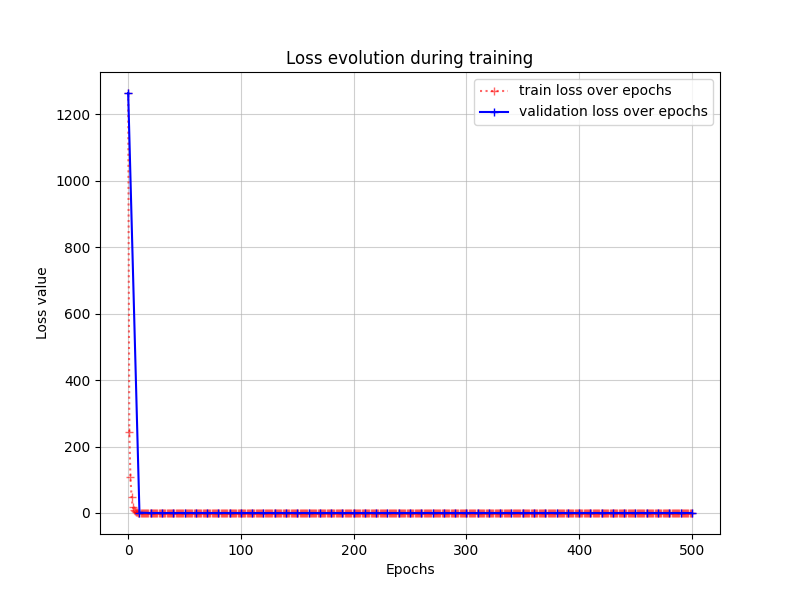 Loss evolution during training
train loss over epochs
validation loss over epochs
Loss value
1200
1000
800
600
400
200
0
0 100 200 300 400 500
Epochs